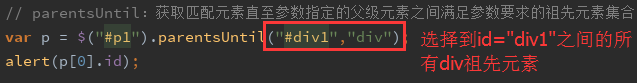 // parentsUntil：获取匹配元素直至参数指定的父级元素之间满足参数要求的祖先元素集合
var p = $("#p1").parentsUntil("#div1","div"); 选择到id="div1"之间的所
alert(p[0].id); 有div祖先元素